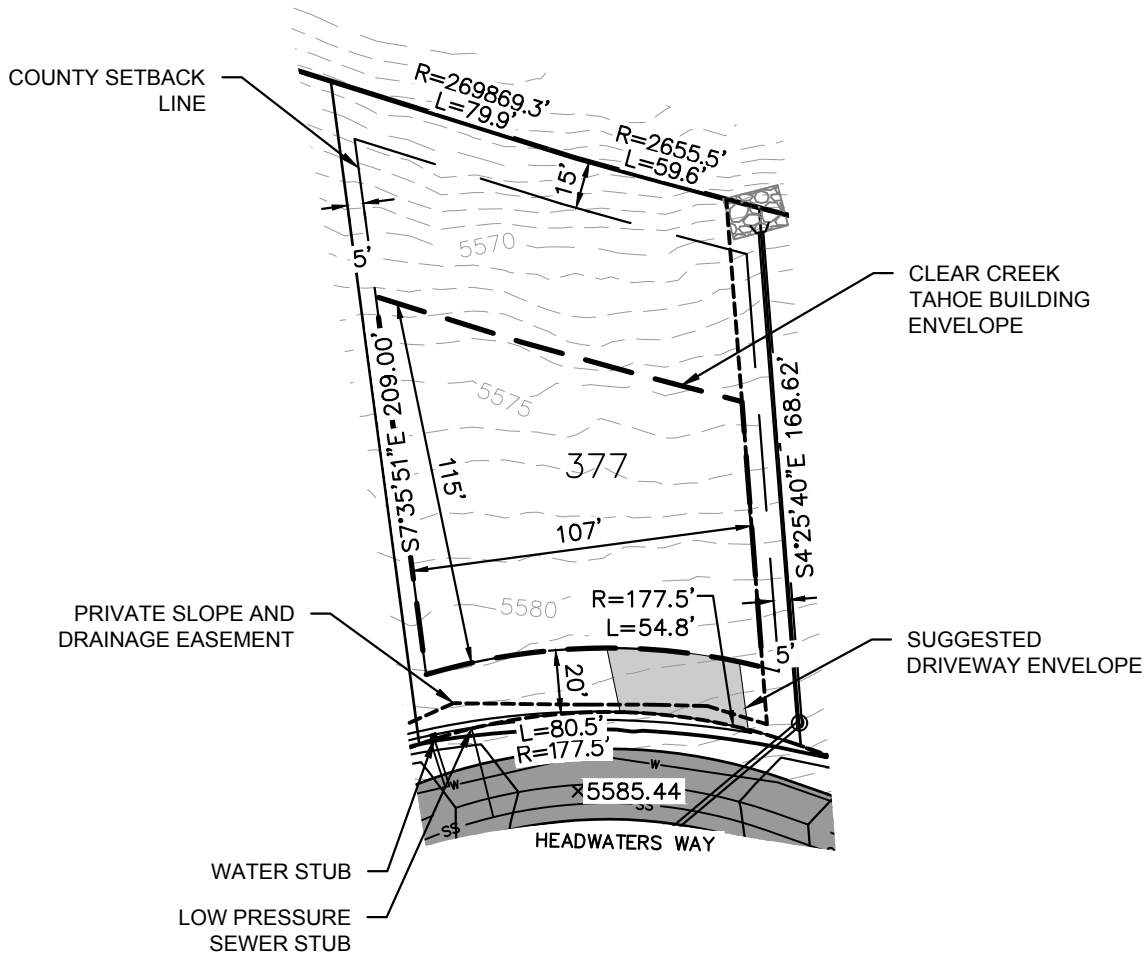 COUNTY SETBACK
LINE
R=269869.3'
L=79.9'
R=2655.5'
L=59.6'
15'
5570
5'
CLEAR CREEK
TAHOE BUILDING
ENVELOPE
S7°35'51"E 209.00'
5575
377
115'
S4°25'40"E 168.62'
107'
5580
R=177.5'
L=54.8'
PRIVATE SLOPE AND
DRAINAGE EASEMENT
5'
SUGGESTED
DRIVEWAY ENVELOPE
20'
L=80.5'
R=177.5'
W
W
×5585.44
SS
SS
HEADWATERS WAY
WATER STUB
LOW PRESSURE
SEWER STUB